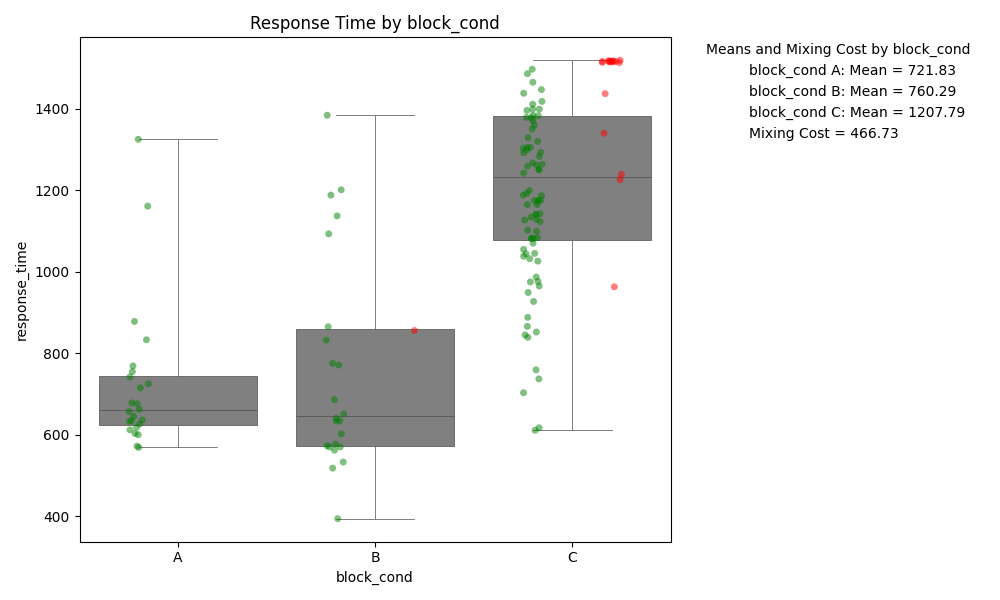 Response Time by block_cond
Means and Mixing Cost by block_cond
block_cond A: Mean = 721.83
block_cond B: Mean = 760.29
block_cond C: Mean = 1207.79
Mixing Cost = 466.73
response_time
1400
1200
1000
800
600
400
A
B
C
block_cond